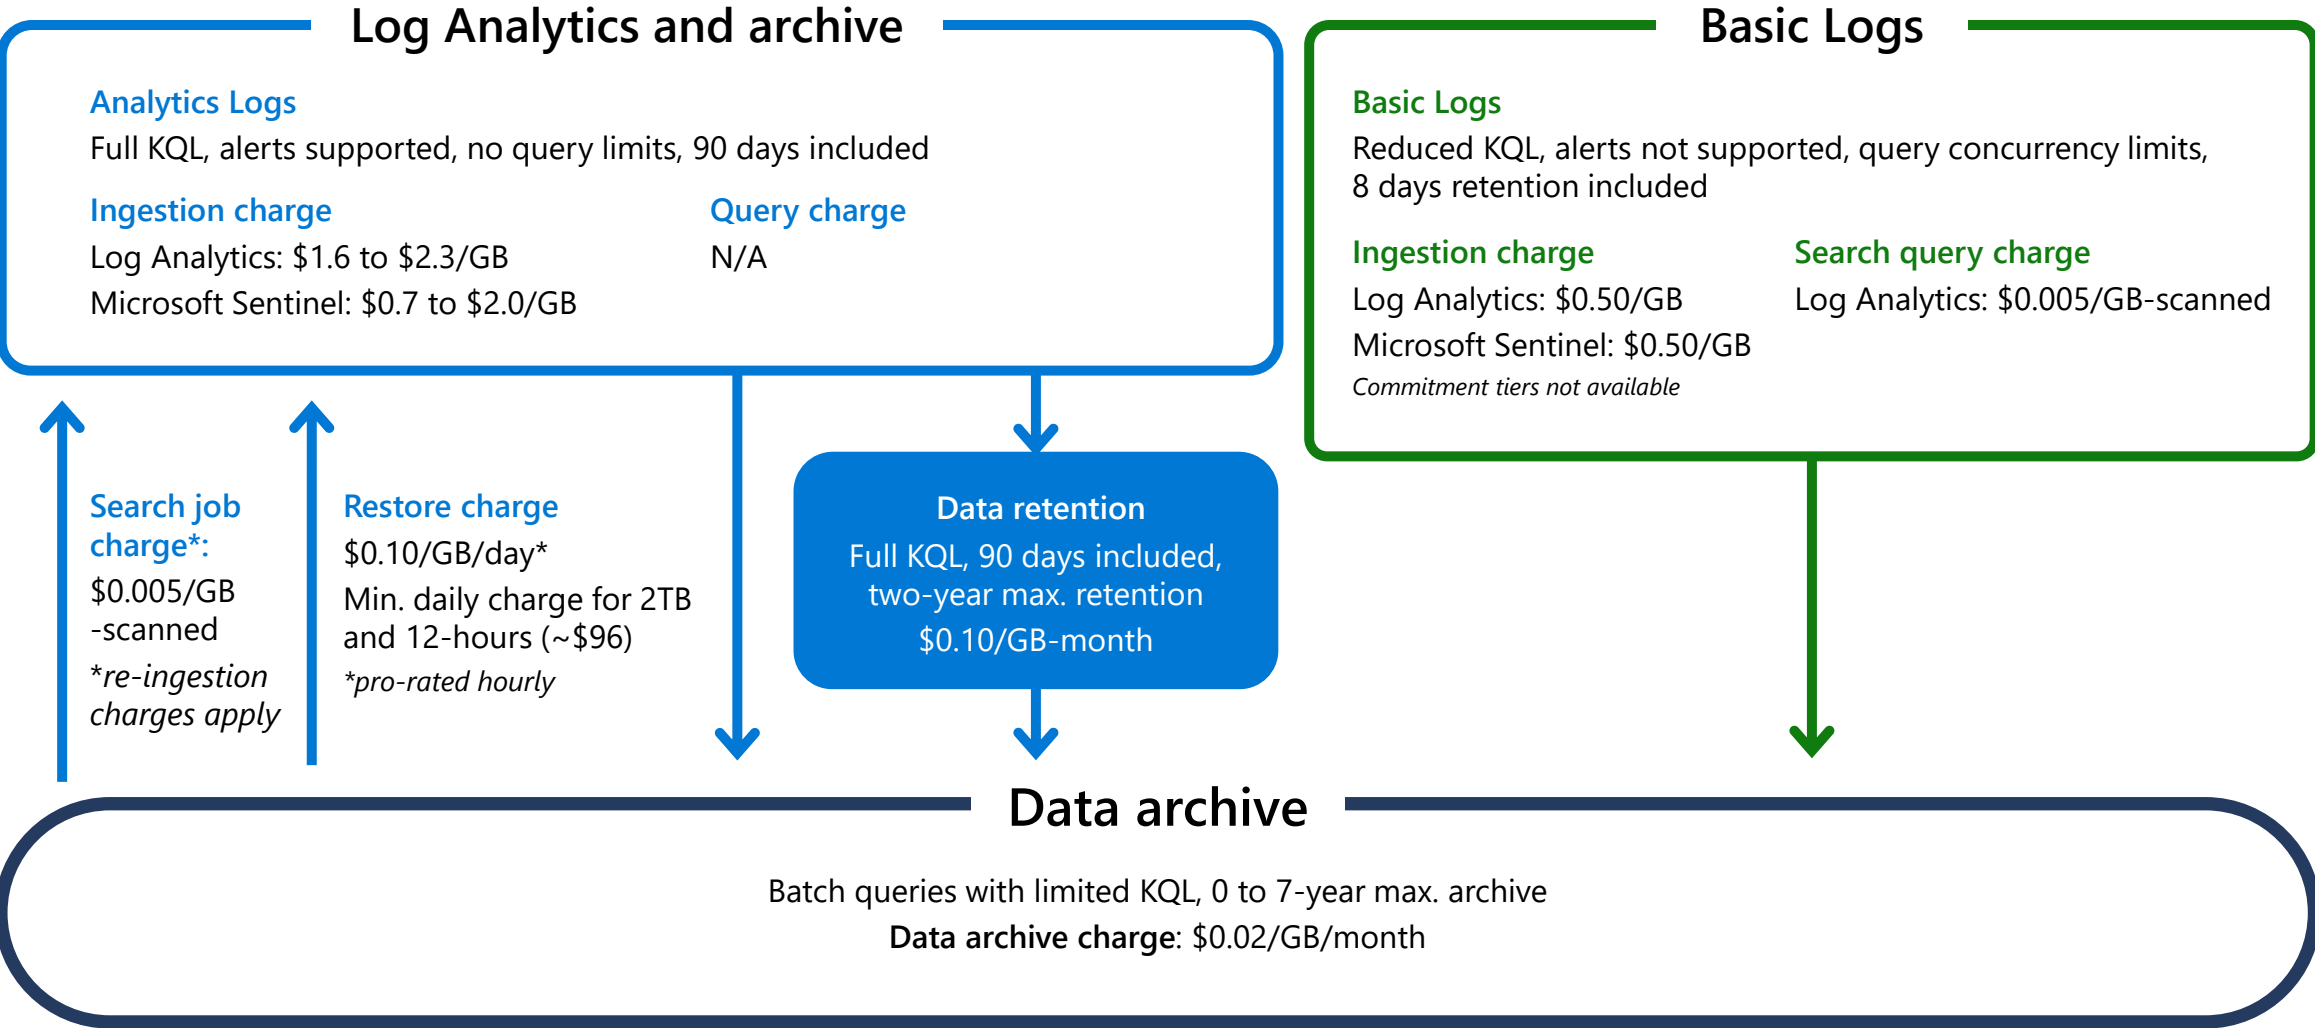 Log Analytics and archive
Analytics Logs
Full KQL, alerts supported, no query limits, 90 days included
Ingestion charge
Log Analytics: $1.6 to $2.3/GB
Microsoft Sentinel: $0.7 to $2.0/GB
Query charge
N/A
Basic Logs
Basic Logs
Reduced KQL, alerts not supported, query concurrency limits,
8 days retention included
Ingestion charge
Log Analytics: $0.50/GB
Microsoft Sentinel: $0.50/GB
Commitment tiers not available
Search query charge
Log Analytics: $0.005/GB-scanned
Search job
charge*:
$0.005/GB
-scanned
*re-ingestion
charges apply
Restore charge
$0.10/GB/day*
Min. daily charge for 2TB
and 12-hours (~$96)
*pro-rated hourly
Data retention
Full KQL, 90 days included,
two-year max. retention
$0.10/GB-month
Data archive
Batch queries with limited KQL, 0 to 7-year max. archive
Data archive charge: $0.02/GB/month